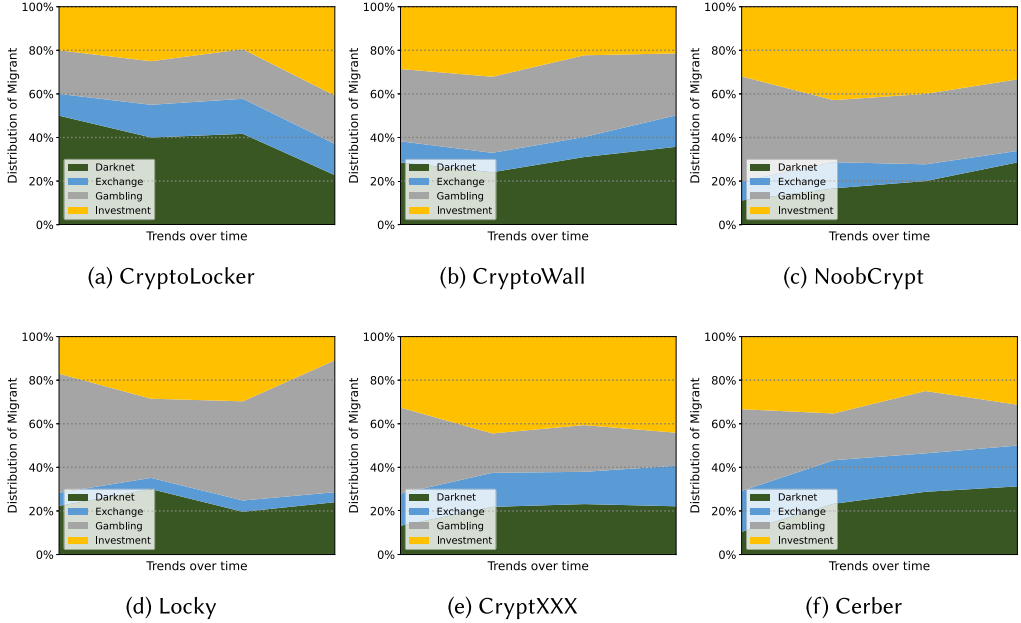 100%
80%
60%
40%
20%
0%
Distribution of Migrant
Darknet
Exchange
Gambling
Investment
Trends over time
(a) CryptoLocker
100%
80%
60%
40%
20%
0%
Distribution of Migrant
Darknet
Exchange
Gambling
Investment
Trends over time
(b) CryptoWall
100%
80%
60%
40%
20%
0%
Distribution of Migrant
Darknet
Exchange
Gambling
Investment
Trends over time
(c) NoobCrypt
100%
80%
60%
40%
20%
0%
Distribution of Migrant
Darknet
Exchange
Gambling
Investment
Trends over time
(d) Locky
100%
80%
60%
40%
20%
0%
Distribution of Migrant
Darknet
Exchange
Gambling
Investment
Trends over time
(e) CryptXXX
100%
80%
60%
40%
20%
0%
Distribution of Migrant
Darknet
Exchange
Gambling
Investment
Trends over time
(f) Cerber